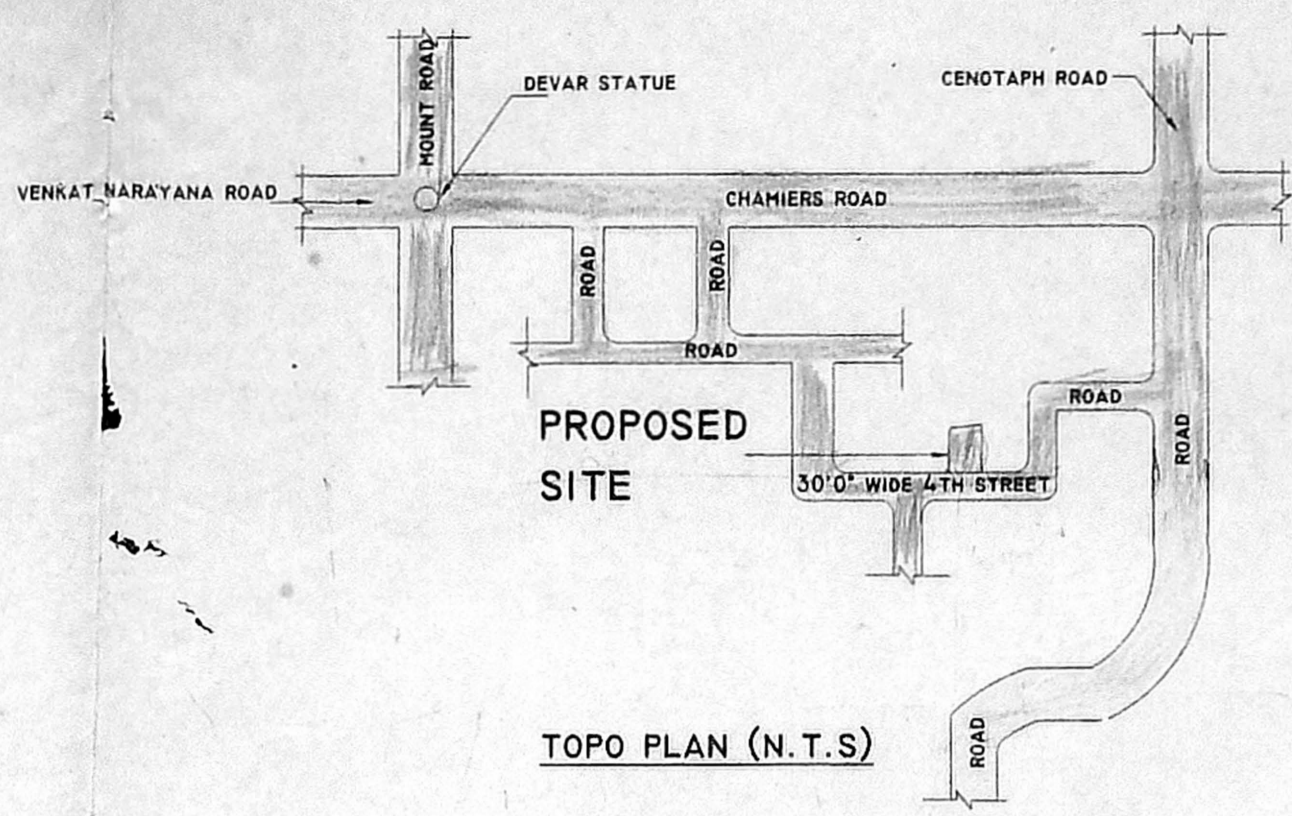 MOUNT ROAD
DEVAR STATUE
CENOTAPH ROAD
VENKAT NARAYANA ROAD
CHAMIERS ROAD
ROAD
ROAD
ROAD
ROAD
ROAD
PROPOSED
SITE
30'0" WIDE 4TH STREET
ROAD
TOPO PLAN (N.T.S)